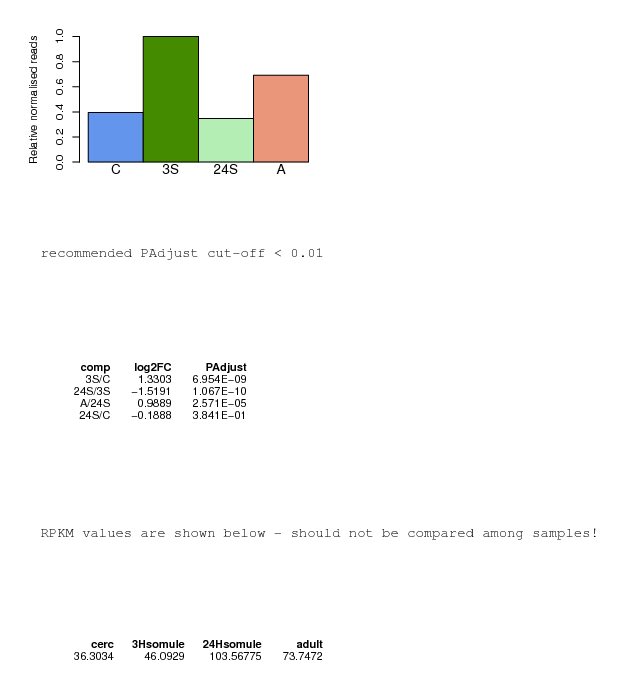 Relative normalised reads
1.0
0.8
0.6
0.4
0.2
0.0
C 3S 24S A
recommended PAdjust cut-off < 0.01
comp log2FC PAdjust
3S/C 1.3303 6.954E−09
24S/3S −1.5191 1.067E−10
A/24S 0.9889 2.571E−05
24S/C −0.1888 3.841E−01
RPKM values are shown below - should not be compared among samples!
cerc 3Hsomule 24Hsomule adult
36.3034 46.0929 103.56775 73.7472